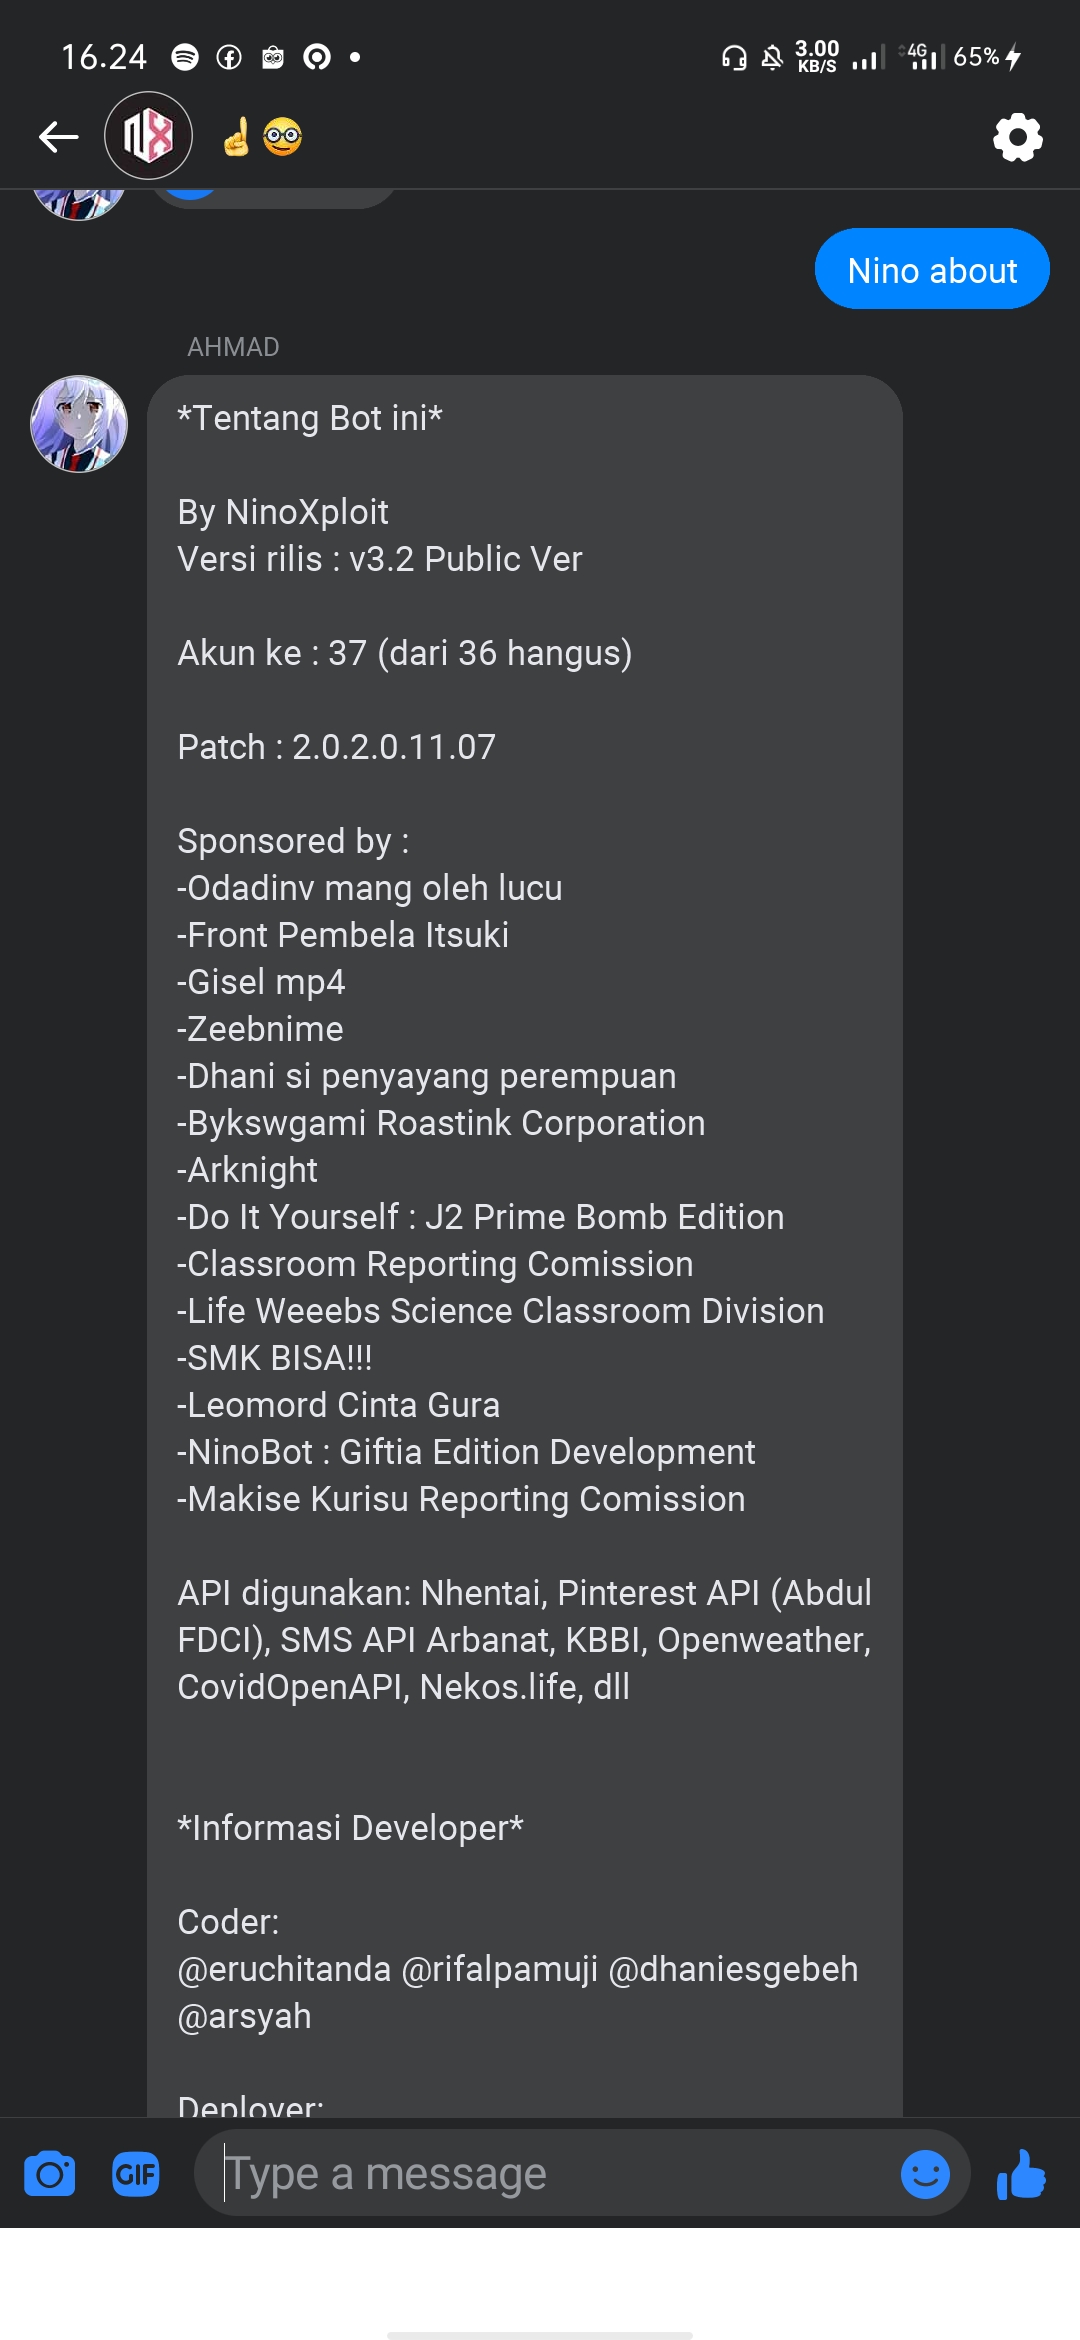 16.24
3.00
KB/S
4G
65%
NX
Nino about
AHMAD
*Tentang Bot ini*
By NinoXploit
Versi rilis : v3.2 Public Ver
Akun ke : 37 (dari 36 hangus)
Patch : 2.0.2.0.11.07
Sponsored by :
-Odadinv mang oleh lucu
-Front Pembela Itsuki
-Gisel mp4
-Zeebnime
-Dhani si penyayang perempuan
-Bykswgami Roastink Corporation
-Arknight
-Do It Yourself : J2 Prime Bomb Edition
-Classroom Reporting Comission
-Life Weeebs Science Classroom Division
-SMK BISA!!!
-Leomord Cinta Gura
-NinoBot : Giftia Edition Development
-Makise Kurisu Reporting Comission
API digunakan: Nhentai, Pinterest API (Abdul
FDCI), SMS API Arbanat, KBBI, Openweather,
CovidOpenAPI, Nekos.life, dll
*Informasi Developer*
Coder:
@eruchitanda @rifalpamuji @dhaniesgebeh
@arsyah
Deployer:
GIF
Type a message